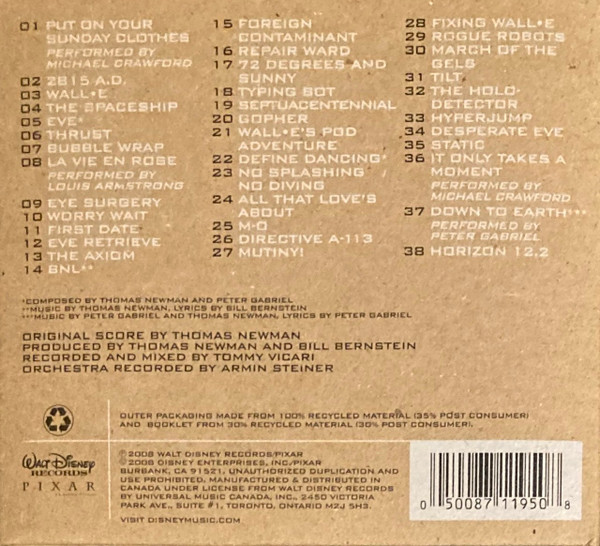 01 PUT ON YOUR
SUNDAY CLOTHES
PERFORMED BY
MICHAEL CRAWFORD
02 2815 A.D.
03 WALL•E
04 THE SPACESHIP
05 EVE*
06 THRUST
07 BUBBLE WRAP
08 LA VIE EN ROSE
PERFORMED BY
LOUIS ARMSTRONG
09 EYE SURGERY
10 WORRY WAIT
11 FIRST DATE
12 EVE RETRIEVE
13 THE AXIOM
14 BNL**
15 FOREIGN
CONTAMINANT
16 REPAIR WARD
17 72 DEGREES AND
SUNNY
18 TYPING BOT
19 SEPTUACENTENNIAL
20 GOPHER
21 WALL•E'S POD
ADVENTURE
22 DEFINE DANCING*
23 NO SPLASHING
NO DIVING
24 ALL THAT LOVE'S
ABOUT
25 M-O
26 DIRECTIVE A-113
27 MUTINY!
28 FIXING WALL•E
29 ROGUE ROBOTS
30 MARCH OF THE
GELS
31 TILT
32 THE HOLO-
DETECTOR
33 HYPERJUMP
34 DESPERATE EVE
35 STATIC
36 IT ONLY TAKES A
MOMENT
PERFORMED BY
MICHAEL CRAWFORD
37 DOWN TO EARTH***
PERFORMED BY
PETER GABRIEL
38 HORIZON 12.2
*COMPOSED BY THOMAS NEWMAN AND PETER GABRIEL
**MUSIC BY THOMAS NEWMAN, LYRICS BY BILL BERNSTEIN
***MUSIC BY PETER GABRIEL AND THOMAS NEWMAN, LYRICS BY PETER GABRIEL
ORIGINAL SCORE BY THOMAS NEWMAN
PRODUCED BY THOMAS NEWMAN AND BILL BERNSTEIN
RECORDED AND MIXED BY TOMMY VICARI
ORCHESTRA RECORDED BY ARMIN STEINER
OUTER PACKAGING MADE FROM 100% RECYCLED MATERIAL (35% POST CONSUMER)
AND BOOKLET FROM 30% RECYCLED MATERIAL (30% POST CONSUMER).
Walt Disney
RECORDS
PIXAR
℗2008 WALT DISNEY RECORDS/PIXAR
©2008 DISNEY ENTERPRISES, INC./PIXAR
BURBANK, CA 91521. UNAUTHORIZED DUPLICATION AND
USE PROHIBITED. MANUFACTURED & DISTRIBUTED IN
CANADA UNDER LICENSE FROM WALT DISNEY RECORDS
BY UNIVERSAL MUSIC CANADA, INC., 2450 VICTORIA
PARK AVE., SUITE #1, TORONTO, ONTARIO M2J 5H3.
VISIT DISNEYMUSIC.COM
0 50087 11950 8